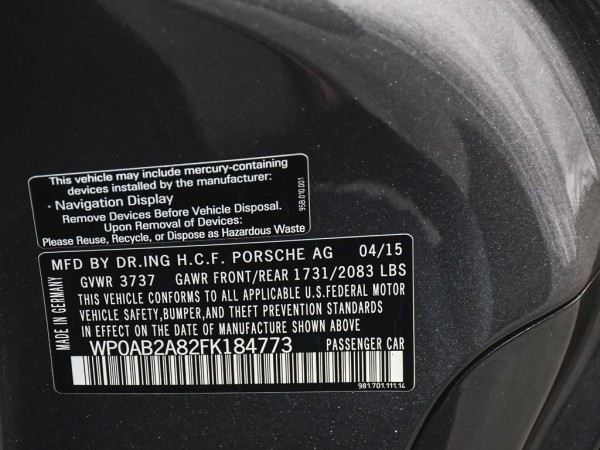 This vehicle may include mercury-containing
devices installed by the manufacturer:
· Navigation Display
Remove Devices Before Vehicle Disposal.
Upon Removal of Devices:
Please Reuse, Recycle, or Dispose as Hazardous Waste
958.010.001
MFD BY DR.ING H.C.F. PORSCHE AG 04/15
GVWR 3737 GAWR FRONT/REAR 1731/2083 LBS
THIS VEHICLE CONFORMS TO ALL APPLICABLE U.S.FEDERAL MOTOR
VEHICLE SAFETY,BUMPER,AND THEFT PREVENTION STANDARDS
IN EFFECT ON THE DATE OF MANUFACTURE SHOWN ABOVE
WP0AB2A82FK184773 PASSENGER CAR
981.701.111.14
MADE IN GERMANY